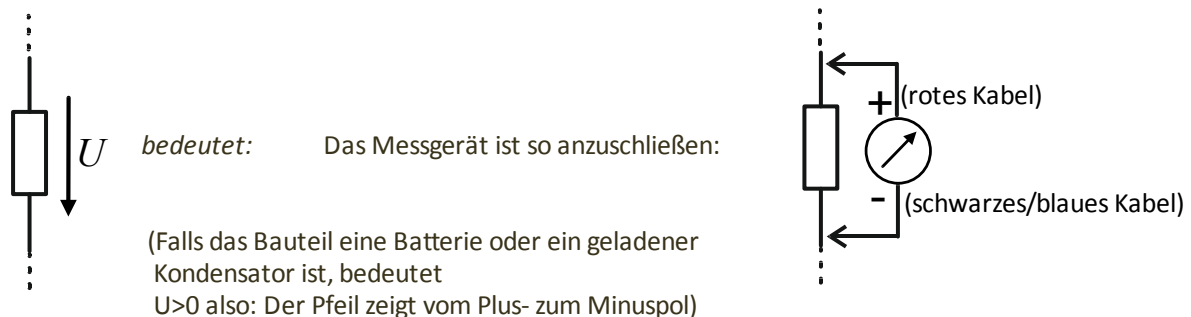 U
bedeutet:
Das Messgerät ist so anzuschließen:
+
(rotes Kabel)
-
(schwarzes/blaues Kabel)
(Falls das Bauteil eine Batterie oder ein geladener
Kondensator ist, bedeutet
U>0 also: Der Pfeil zeigt vom Plus- zum Minuspol)